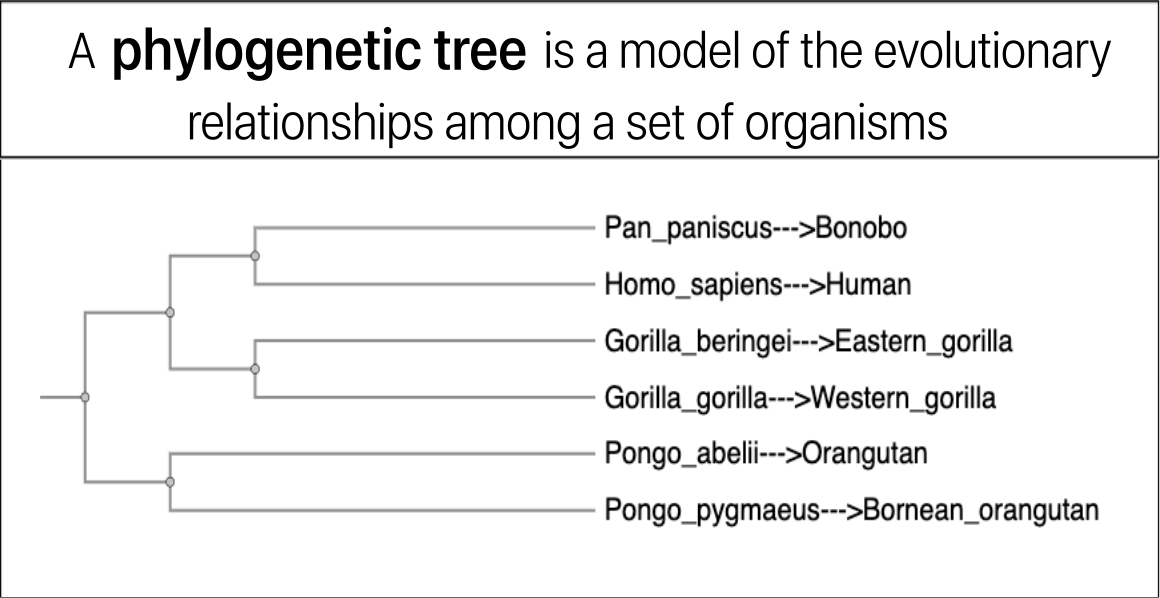 A phylogenetic tree is a model of the evolutionary
relationships among a set of organisms
Pan_paniscus--->Bonobo
Homo_sapiens--->Human
Gorilla_beringei--->Eastern_gorilla
Gorilla_gorilla--->Western_gorilla
Pongo_abelii--->Orangutan
Pongo_pygmaeus--->Bornean_orangutan